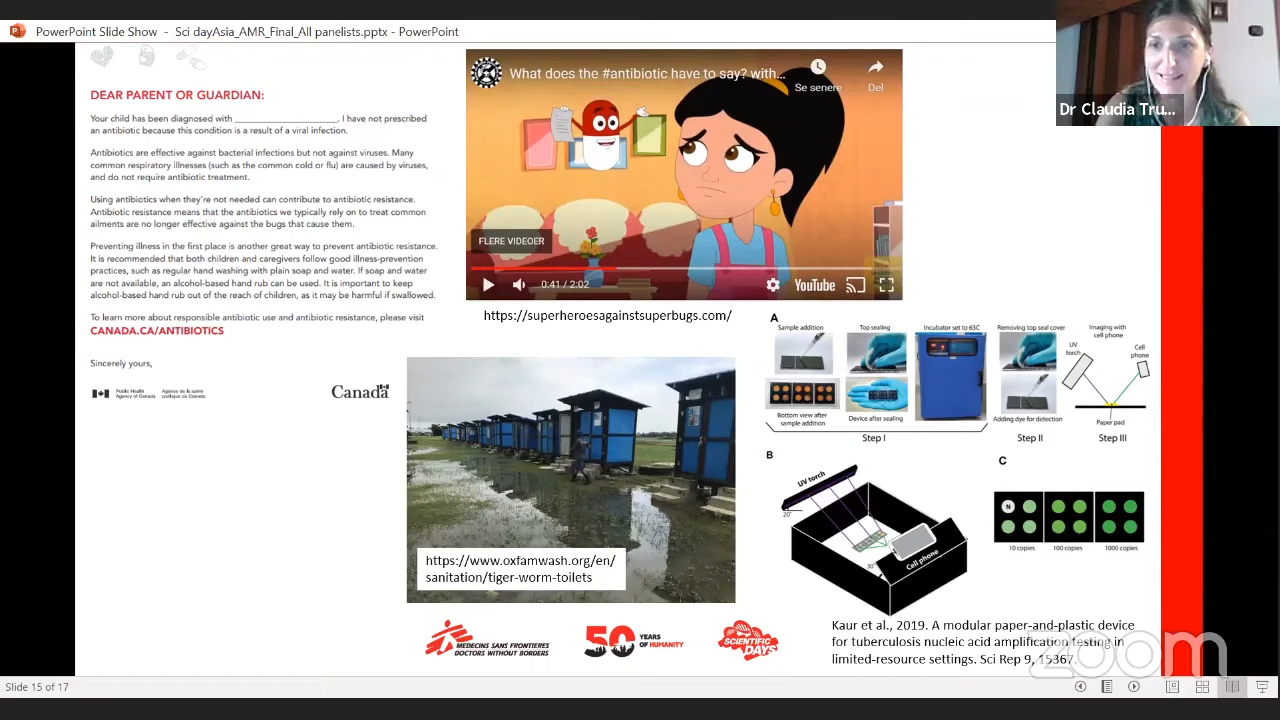 PowerPoint Slide Show - Sci dayAsia_AMR_Final_All panelists.pptx - PowerPoint
Dr Claudia Tru...
DEAR PARENT OR GUARDIAN:
Your child has been diagnosed with ____________________. I have not prescribed
an antibiotic because this condition is a result of a viral infection.
Antibiotics are effective against bacterial infections but not against viruses. Many
common respiratory illnesses (such as the common cold or flu) are caused by viruses,
and do not require antibiotic treatment.
Using antibiotics when they're not needed can contribute to antibiotic resistance.
Antibiotic resistance means that the antibiotics we typically rely on to treat common
ailments are no longer effective against the bugs that cause them.
Preventing illness in the first place is another great way to prevent antibiotic resistance.
It is recommended that both children and caregivers follow good illness-prevention
practices, such as regular hand washing with plain soap and water. If soap and water
are not available, an alcohol-based hand rub can be used. It is important to keep
alcohol-based hand rub out of the reach of children, as it may be harmful if swallowed.
To learn more about responsible antibiotic use and antibiotic resistance, please visit
CANADA.CA/ANTIBIOTICS
Sincerely yours,
Public Health
Agency of Canada
Agence de la santé
publique du Canada
Canada
What does the #antibiotic have to say? with...
Se senere
Del
FLERE VIDEOER
0:41 / 2:02
YouTube
https://superheroesagainstsuperbugs.com/
https://www.oxfamwash.org/en/
sanitation/tiger-worm-toilets
A
Sample addition
Top sealing
Incubator set to 63C
Removing top seal cover
Imaging with
cell phone
UV
torch
Cell
phone
Bottom view after
sample addition
Device after sealing
Adding dye for detection
Paper pad
Step I
Step II
Step III
B
UV torch
20°
30°
Cell phone
C
N
10 copies
100 copies
1000 copies
MEDECINS SANS FRONTIERES
DOCTORS WITHOUT BORDERS
50 YEARS
OF HUMANITY
SCIENTIFIC
DAYS
Kaur et al., 2019. A modular paper-and-plastic device
for tuberculosis nucleic acid amplification testing in
limited-resource settings. Sci Rep 9, 15367.
zoom
Slide 15 of 17